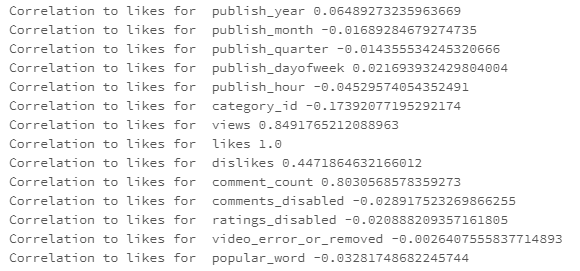 Correlation to likes for  publish_year 0.06489273235963669
Correlation to likes for  publish_month -0.01689284679274735
Correlation to likes for  publish_quarter -0.014355534245320666
Correlation to likes for  publish_dayofweek 0.021693932429804004
Correlation to likes for  publish_hour -0.04529574054352491
Correlation to likes for  category_id -0.17392077195292174
Correlation to likes for  views 0.8491765212088963
Correlation to likes for  likes 1.0
Correlation to likes for  dislikes 0.4471864632166012
Correlation to likes for  comment_count 0.8030568578359273
Correlation to likes for  comments_disabled -0.028917523269866255
Correlation to likes for  ratings_disabled -0.020888209357161805
Correlation to likes for  video_error_or_removed -0.0026407555837714893
Correlation to likes for  popular_word -0.03281748682245744